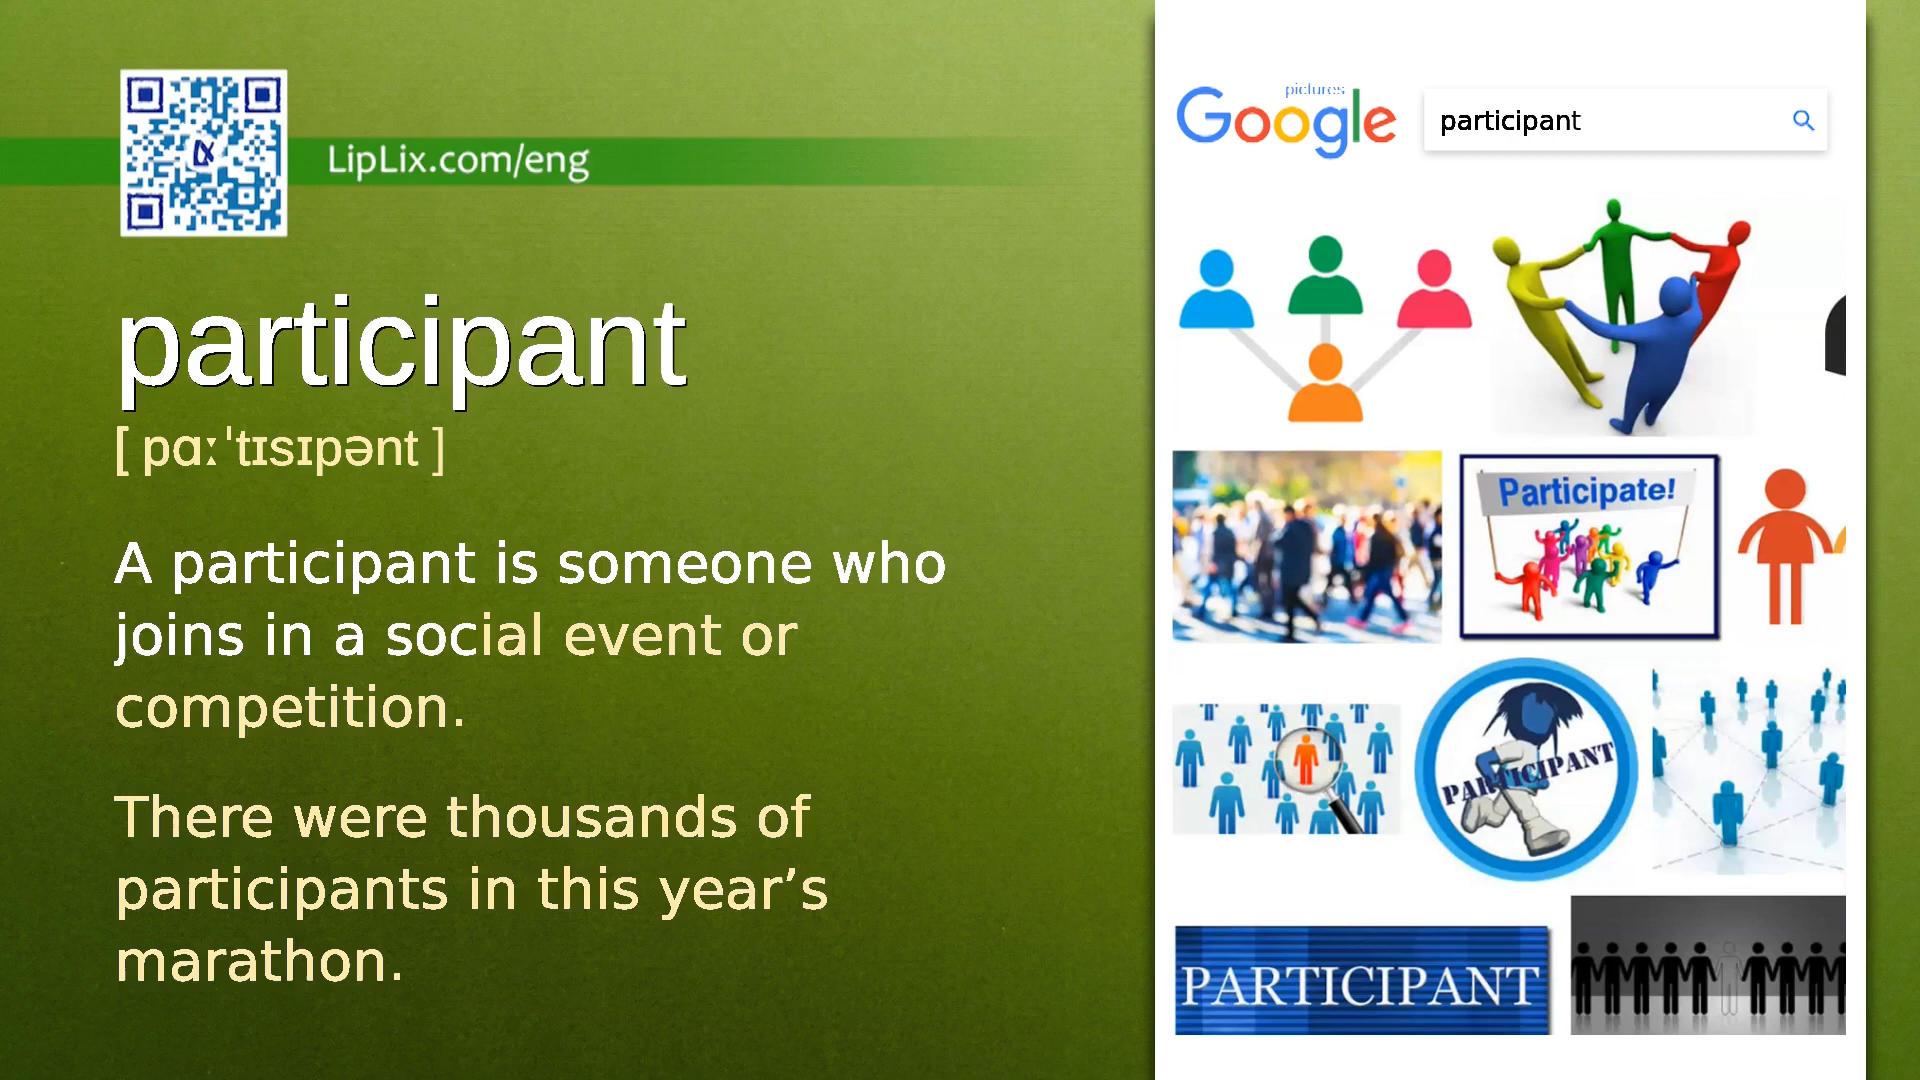 LipLix.com/eng
participant
[ pɑːˈtɪsɪpənt ]
A participant is someone who
joins in a social event or
competition.
There were thousands of
participants in this year’s
marathon.
pictures
Google
participant
Participate!
PARTICIPANT
PARTICIPANT